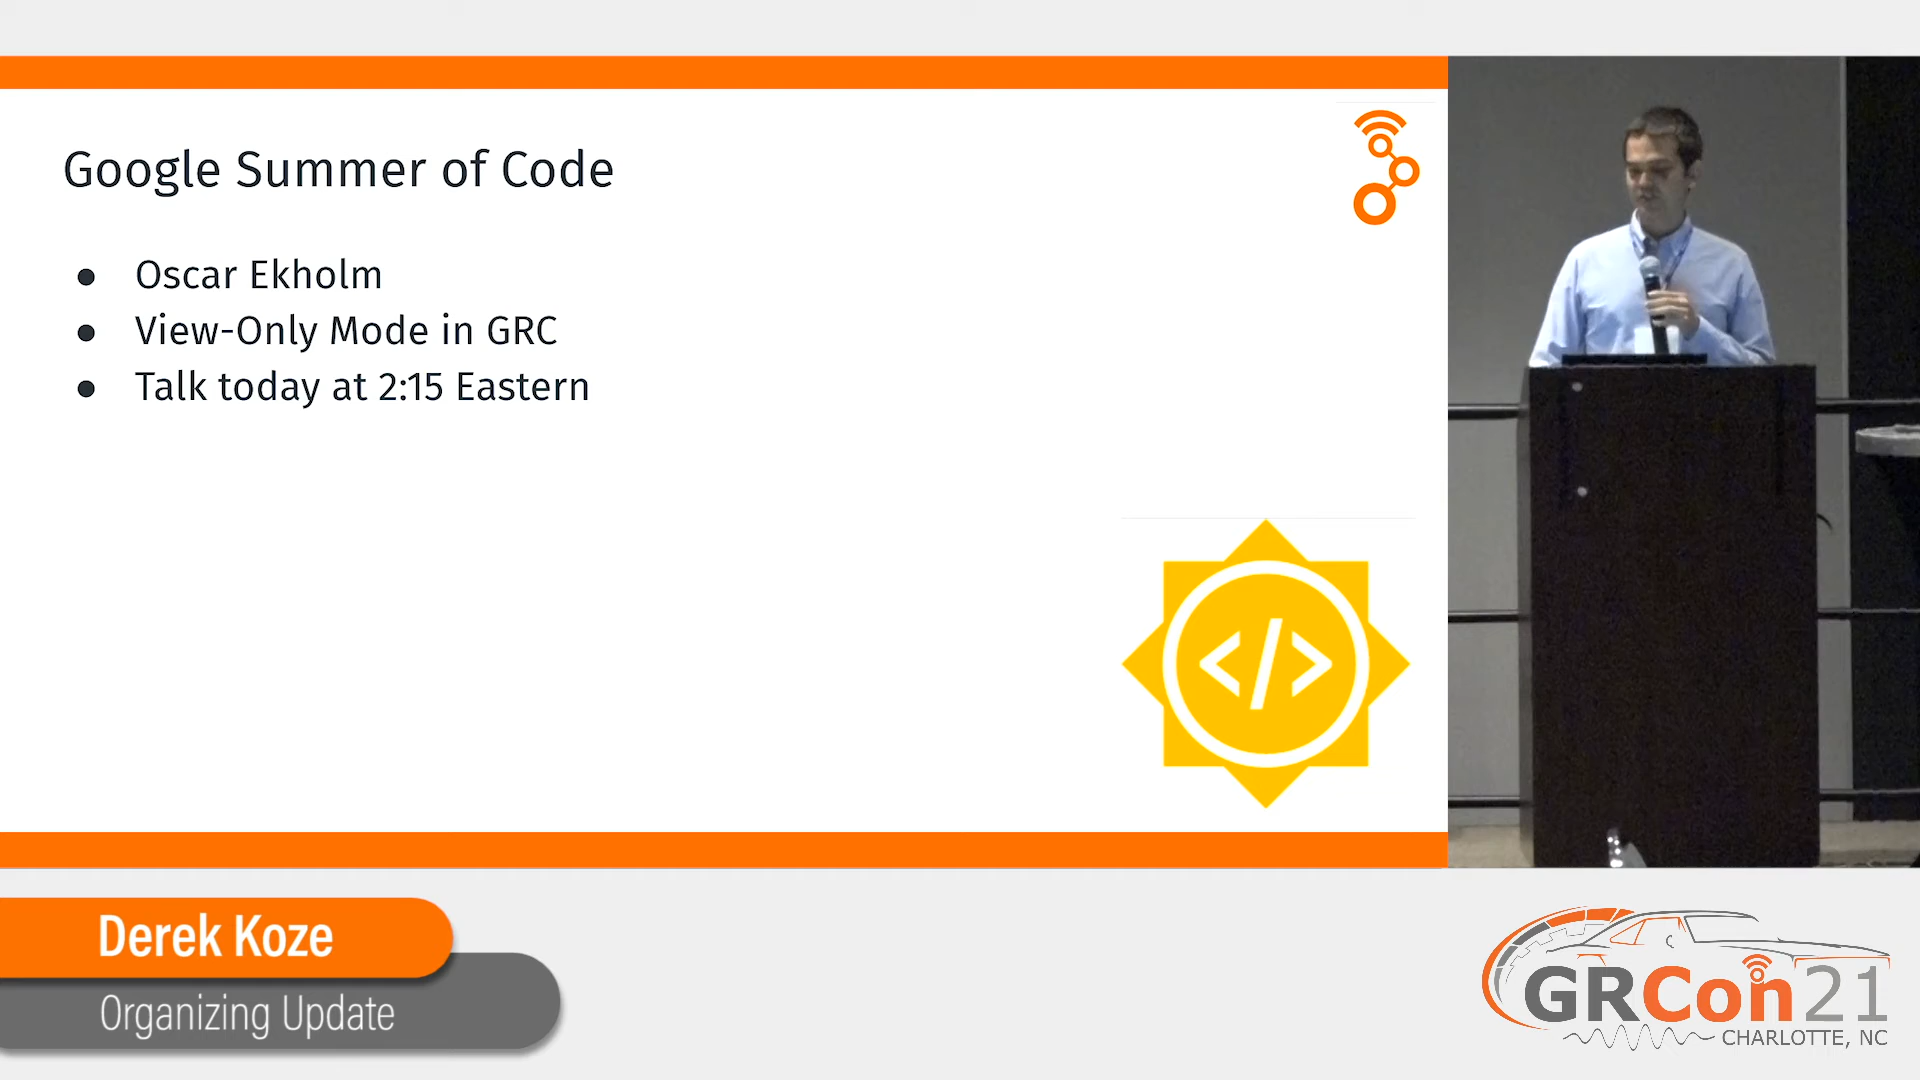 Google Summer of Code
● Oscar Ekholm
● View-Only Mode in GRC
● Talk today at 2:15 Eastern
</>
Derek Koze
Organizing Update
GRCon21
CHARLOTTE, NC